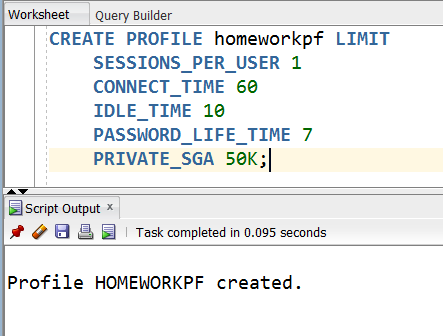 Worksheet Query Builder
CREATE PROFILE homeworkpf LIMIT
SESSIONS_PER_USER 1
CONNECT_TIME 60
IDLE_TIME 10
PASSWORD_LIFE_TIME 7
PRIVATE_SGA 50K;
Script Output x
Task completed in 0.095 seconds
Profile HOMEWORKPF created.